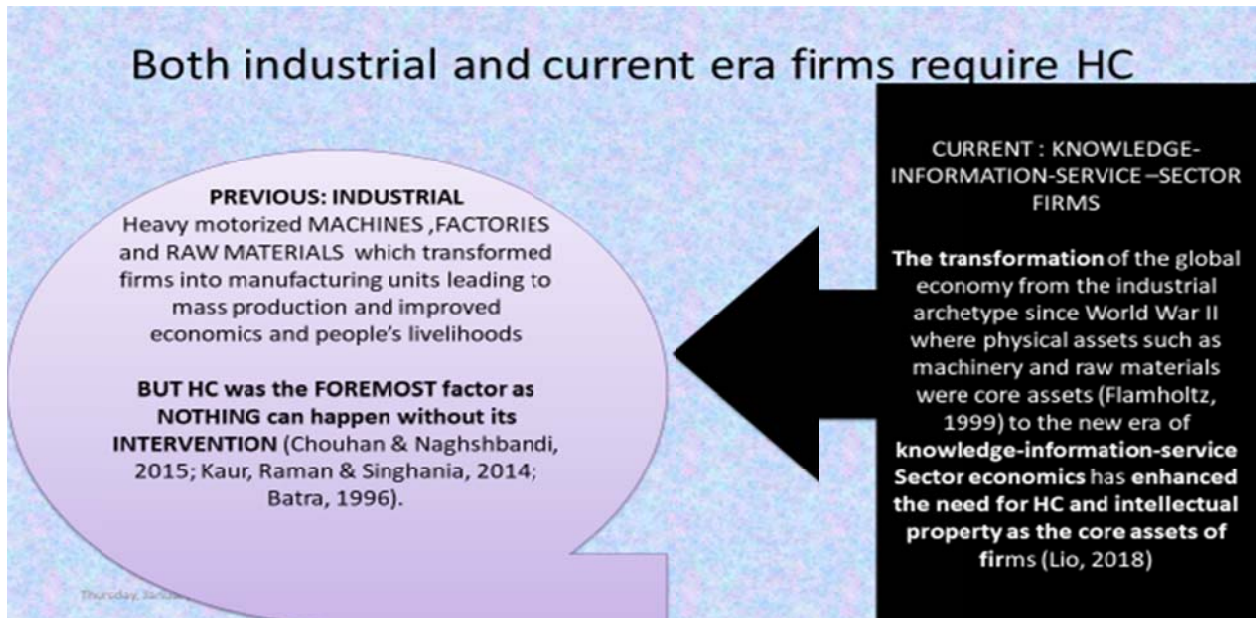 Both industrial and current era firms require HC
PREVIOUS: INDUSTRIAL
Heavy motorized MACHINES ,FACTORIES
and RAW MATERIALS which transformed
firms into manufacturing units leading to
mass production and improved
economics and people's livelihoods
BUT HC was the FOREMOST factor as
NOTHING can happen without its
INTERVENTION (Chouhan & Naghshbandi,
2015; Kaur, Raman & Singhania, 2014;
Batra, 1996).
Thursday,
CURRENT : KNOWLEDGE-
INFORMATION-SERVICE –SECTOR
FIRMS
The transformation of the global
economy from the industrial
archetype since World War II
where physical assets such as
machinery and raw materials
were core assets (Flamholtz,
1999) to the new era of
knowledge-information-service
Sector economics has enhanced
the need for HC and intellectual
property as the core assets of
firms (Lio, 2018)